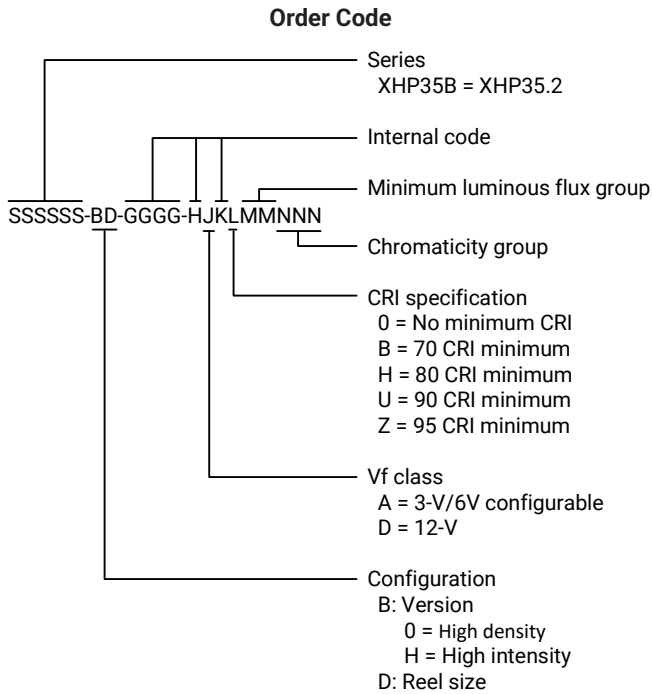 Order Code
Series
XHP35B = XHP35.2
Internal code
Minimum luminous flux group
SSSSSS-BD-GGGG-HJKLMMNNN
Chromaticity group
CRI specification
0 = No minimum CRI
B = 70 CRI minimum
H = 80 CRI minimum
U = 90 CRI minimum
Z = 95 CRI minimum
Vf class
A = 3-V/6V configurable
D = 12-V
Configuration
B: Version
0 = High density
H = High intensity
D: Reel size